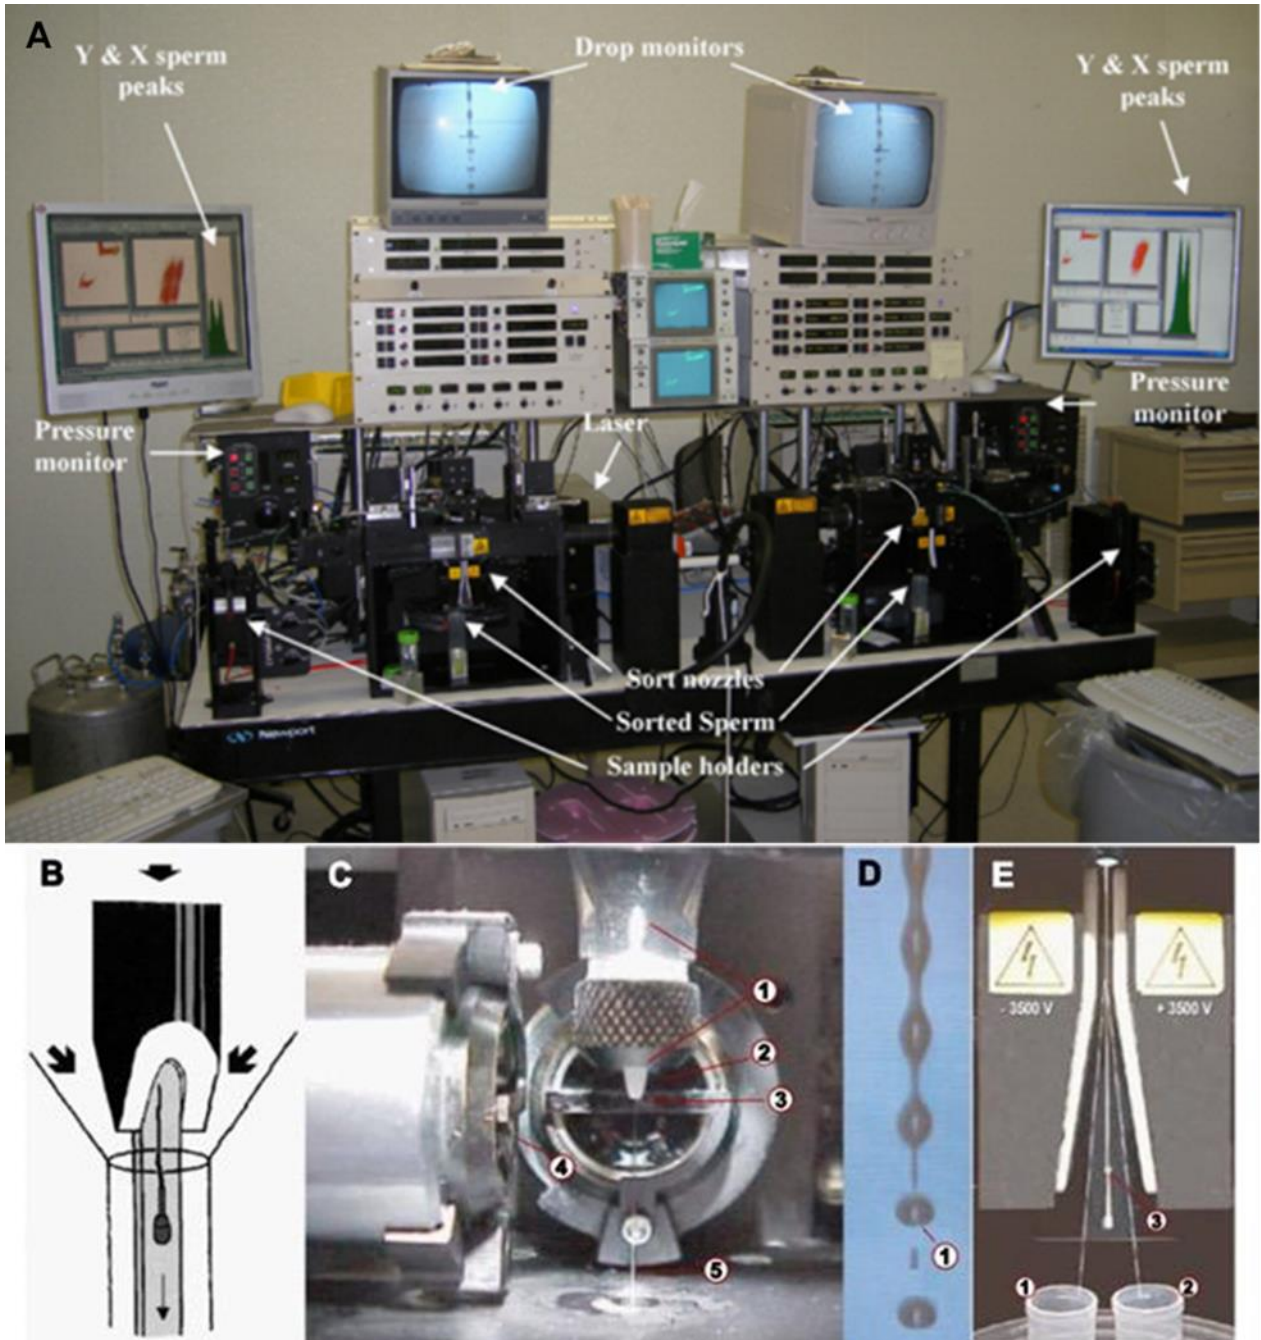 A
Y & X sperm
peaks
Drop monitors
Y & X sperm
peaks
Pressure
monitor
Laser
Pressure
monitor
Sort nozzles
Sorted Sperm
Sample holders
Newport
B
C
1
2
3
4
5
D
1
E
- 3500 V
+ 3500 V
3
1
2